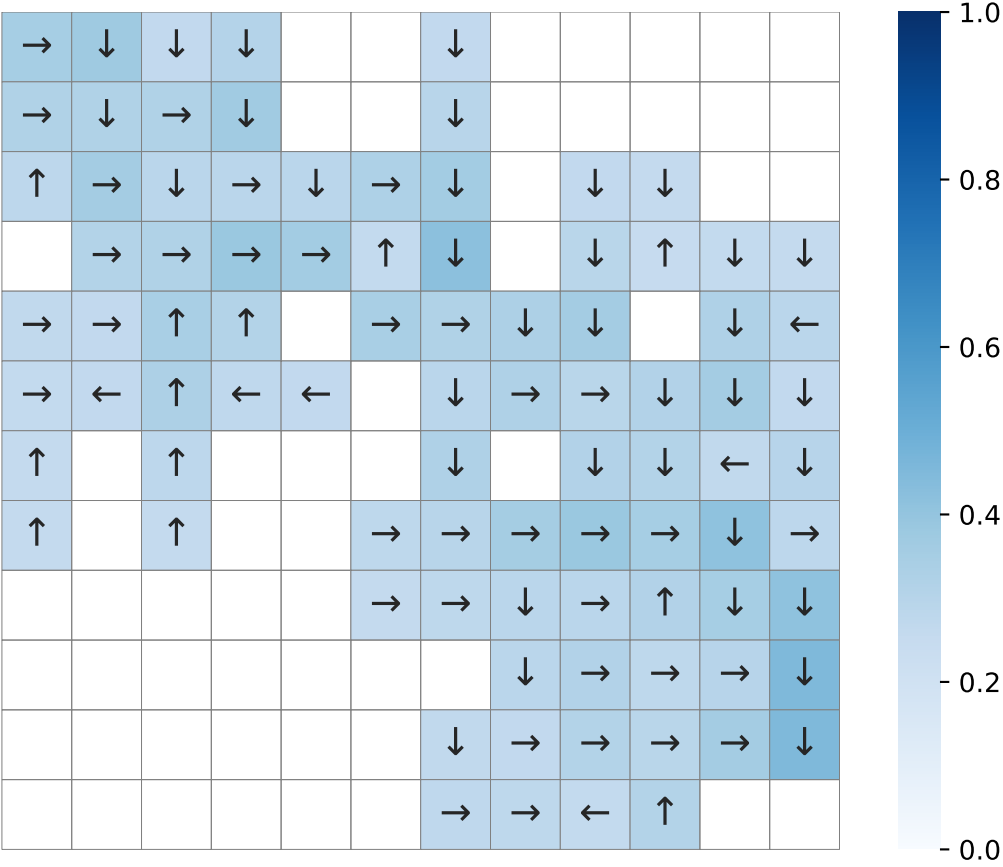 → ↓ ↓ ↓ ↓
→ ↓ → ↓ ↓
↑ → ↓ → ↓ → ↓ ↓ ↓
→ → → → ↑ ↓ ↓ ↑ ↓ ↓
→ → ↑ ↑ → → ↓ ↓ ↓ ←
→ ← ↑ ← ← ↓ → → ↓ ↓ ↓
↑ ↑ ↓ ↓ ↓ ← ↓
↑ ↑ → → → → → ↓ →
→ → ↓ → ↑ ↓ ↓
↓ → → → ↓
↓ → → → → ↓
→ → ← ↑
1.0
0.8
0.6
0.4
0.2
0.0